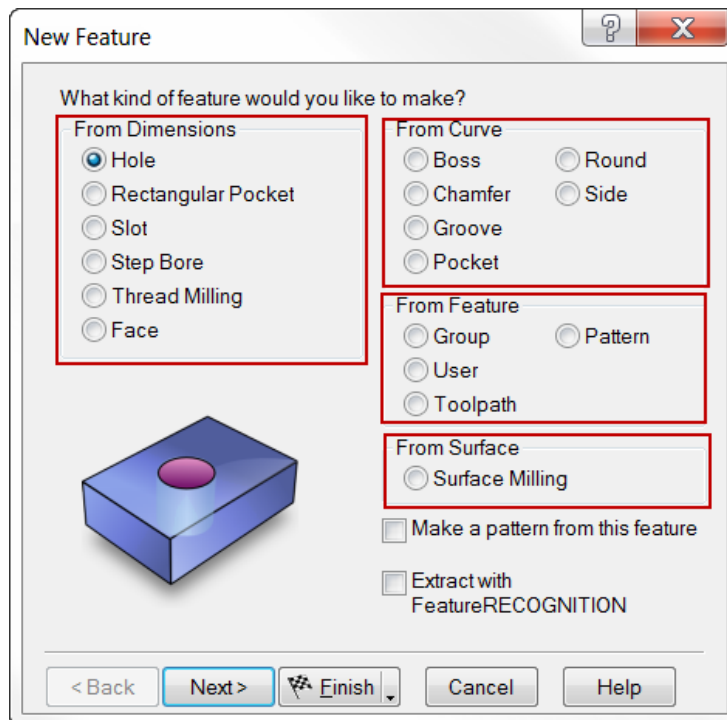 New Feature
?
X
What kind of feature would you like to make?
From Dimensions
Hole
Rectangular Pocket
Slot
Step Bore
Thread Milling
Face
From Curve
Boss
Round
Chamfer
Side
Groove
Pocket
From Feature
Group
Pattern
User
Toolpath
From Surface
Surface Milling
Make a pattern from this feature
Extract with
FeatureRECOGNITION
< Back
Next >
Finish
Cancel
Help